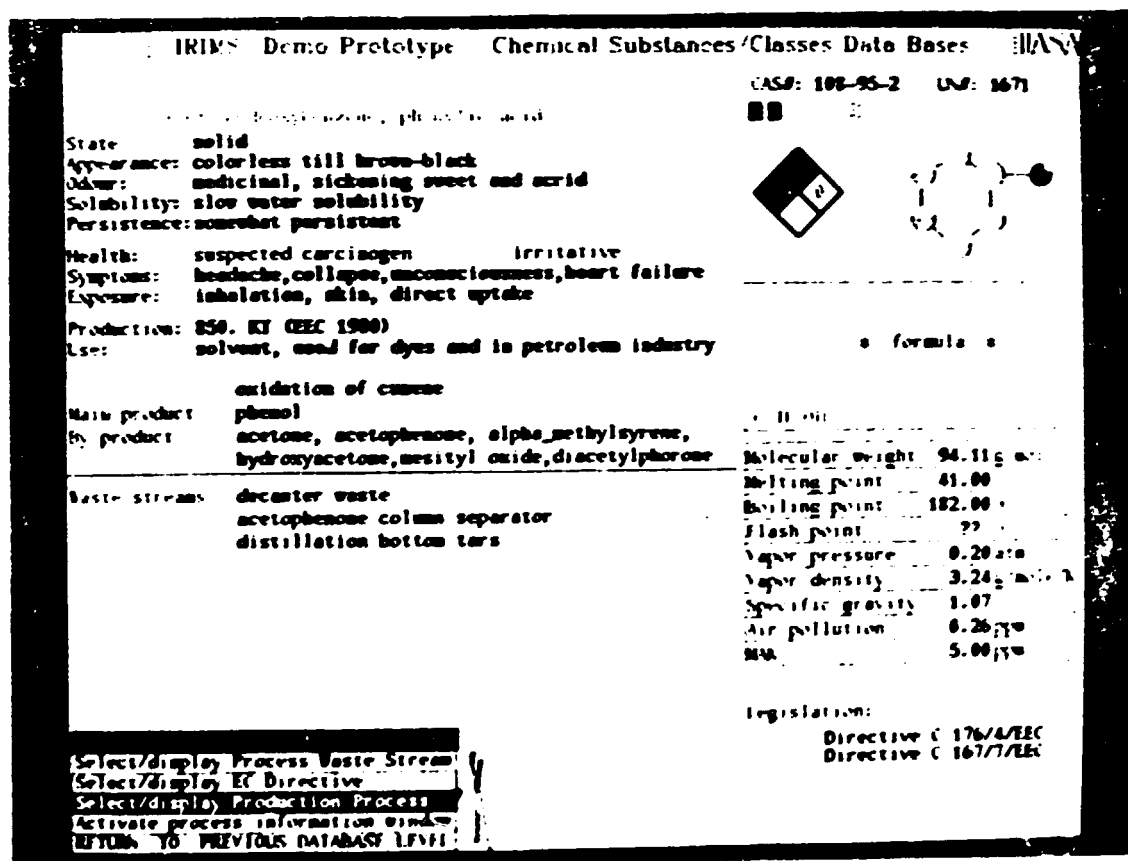 IRIMS Demo Prototype Chemical Substances/Classes Data Bases IIASA
CAS#: 108-95-2 UN#: 1671
acid
State solid
Appearance: colorless till brown-black
Odour: medicinal, sickening sweet and acrid
Solubility: slow water solubility
Persistence: somewhat persistent
Health: suspected carcinogen irritative
Symptoms: headache,collapse,unconsciousness,heart failure
Exposure: inhalation, skin, direct uptake
Production: 850. KT (EEC 1980)
Use: solvent, used for dyes and in petroleum industry
s formula s
oxidation of cumene
Main product phenol
By product acetone, acetophenone, alpha_methylsyrene,
hydroxyacetone,mesityl oxide,diacetylphorone
Waste streams decanter waste
acetophenone column separator
distillation bottom tars
Molecular weight 94.11
Melting point 41.00
Boiling point 182.00
Flash point ??
Vapor pressure 0.20 atm
Vapor density 3.24
Specific gravity 1.07
Air pollution 0.26 ppm
MAK 5.00 ppm
Legislation:
Directive C 176/4/EEC
Directive C 167/7/EEC
Select/display Process Waste Stream
Select/display EC Directive
Select/display Production Process
Activate process information window
RETURN TO PREVIOUS DATABASE LEVEL